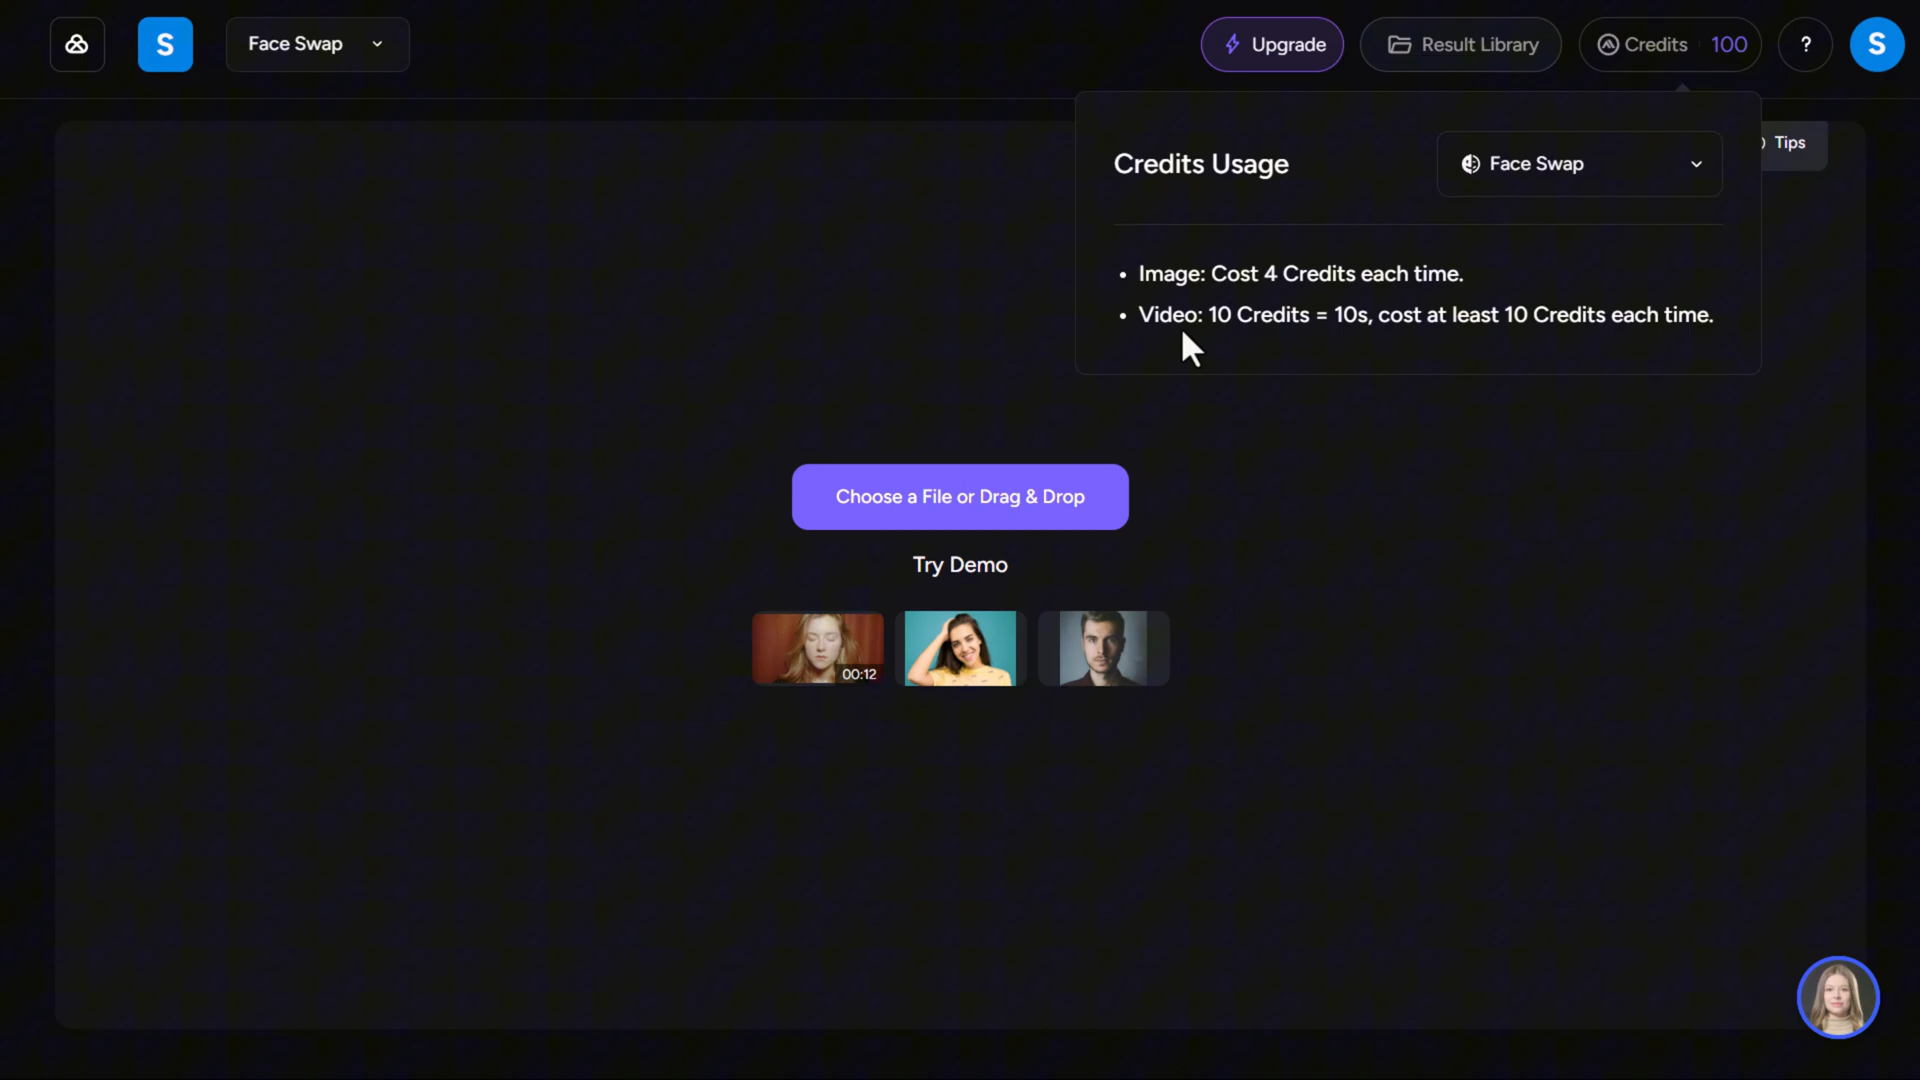 S
Face Swap
Upgrade
Result Library
Credits 100
?
S
Credits Usage
Face Swap
Tips
• Image: Cost 4 Credits each time.
• Video: 10 Credits = 10s, cost at least 10 Credits each time.
Choose a File or Drag & Drop
Try Demo
00:12